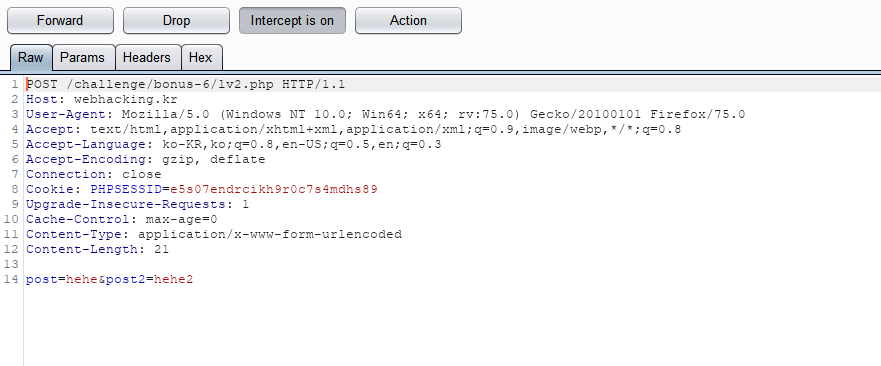 Forward Drop Intercept is on Action
Raw Params Headers Hex
1 POST /challenge/bonus-6/lv2.php HTTP/1.1
2 Host: webhacking.kr
3 User-Agent: Mozilla/5.0 (Windows NT 10.0; Win64; x64; rv:75.0) Gecko/20100101 Firefox/75.0
4 Accept: text/html,application/xhtml+xml,application/xml;q=0.9,image/webp,*/*;q=0.8
5 Accept-Language: ko-KR,ko;q=0.8,en-US;q=0.5,en;q=0.3
6 Accept-Encoding: gzip, deflate
7 Connection: close
8 Cookie: PHPSESSID=e5s07endrcikh9r0c7s4mdhs89
9 Upgrade-Insecure-Requests: 1
10 Cache-Control: max-age=0
11 Content-Type: application/x-www-form-urlencoded
12 Content-Length: 21
13
14 post=hehe&post2=hehe2